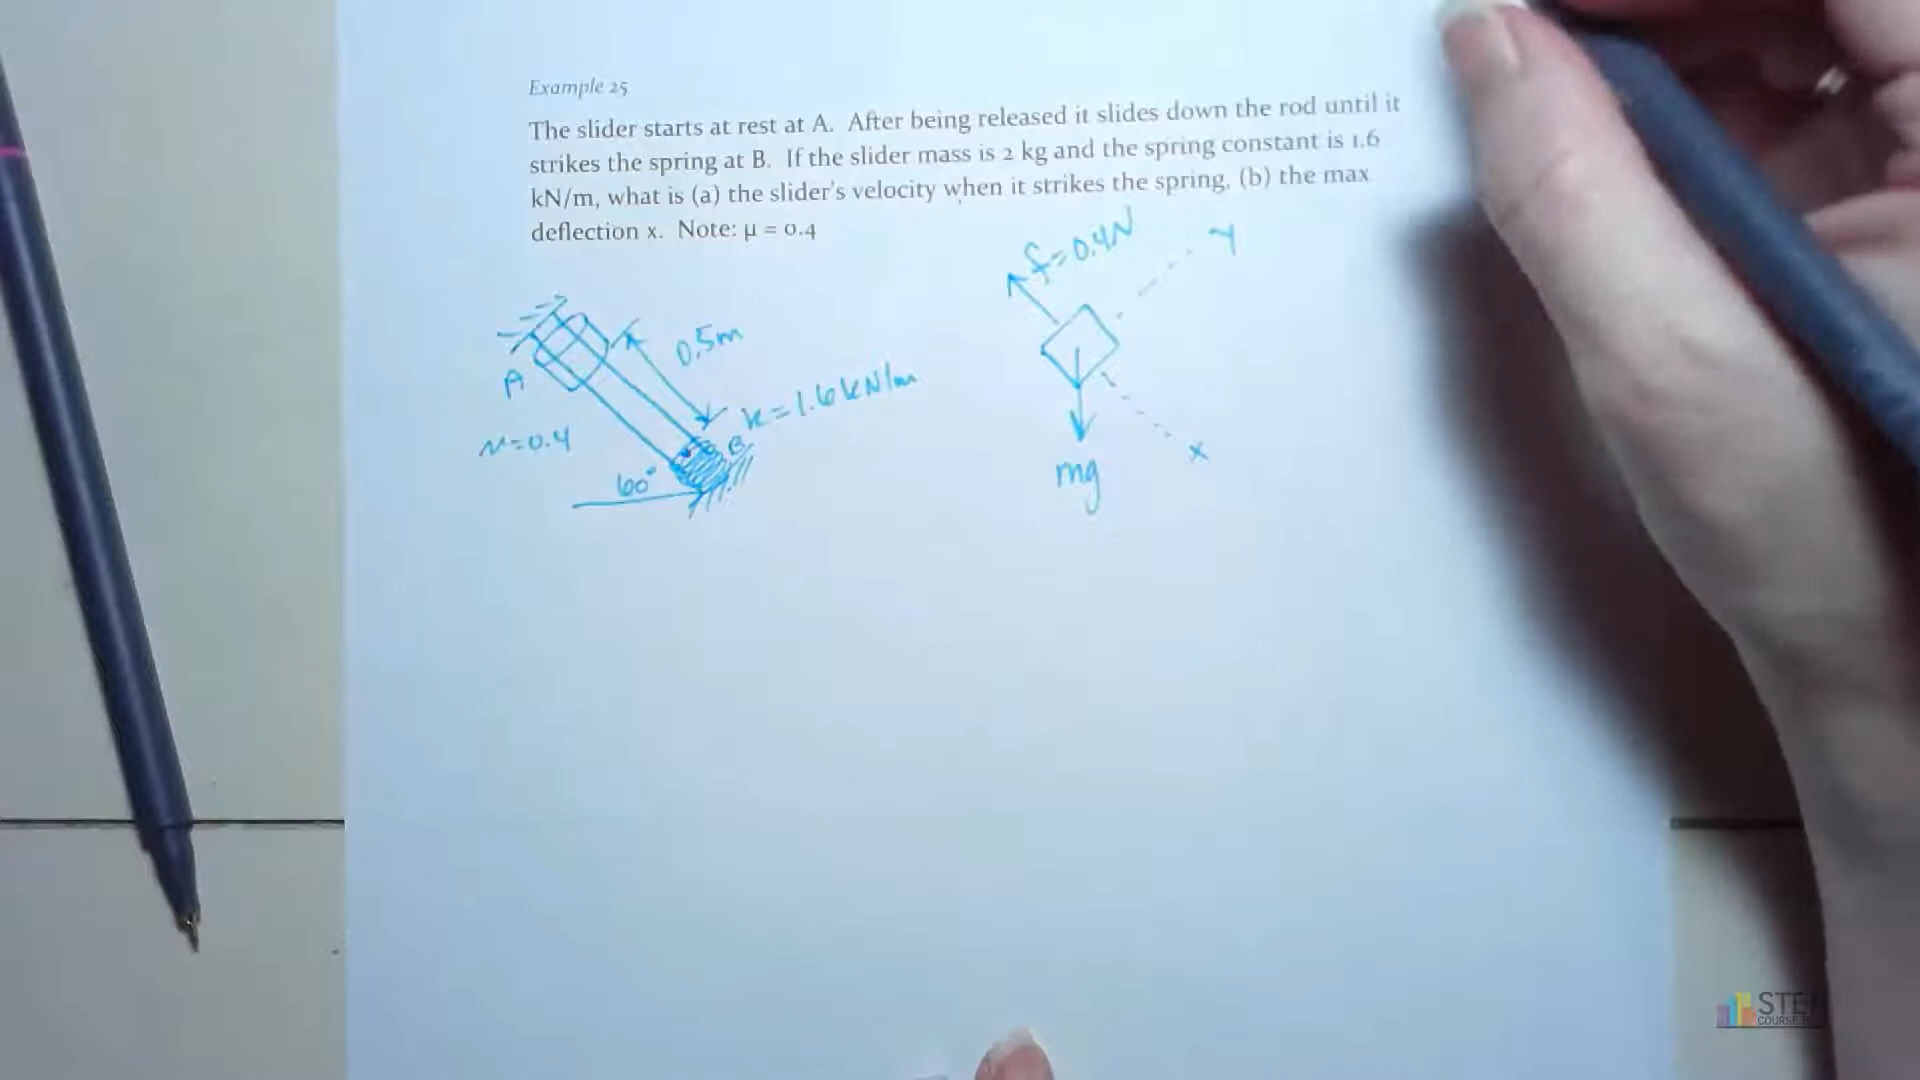 Example 25
The slider starts at rest at A. After being released it slides down the rod until it
strikes the spring at B. If the slider mass is 2 kg and the spring constant is 1.6
kN/m, what is (a) the slider's velocity when it strikes the spring, (b) the max
deflection x. Note: μ = 0.4
f=0.4N
Y
0.5m
A
k=1.6kN/m
μ=0.4
B
60°
x
mg
STEM
COURSE